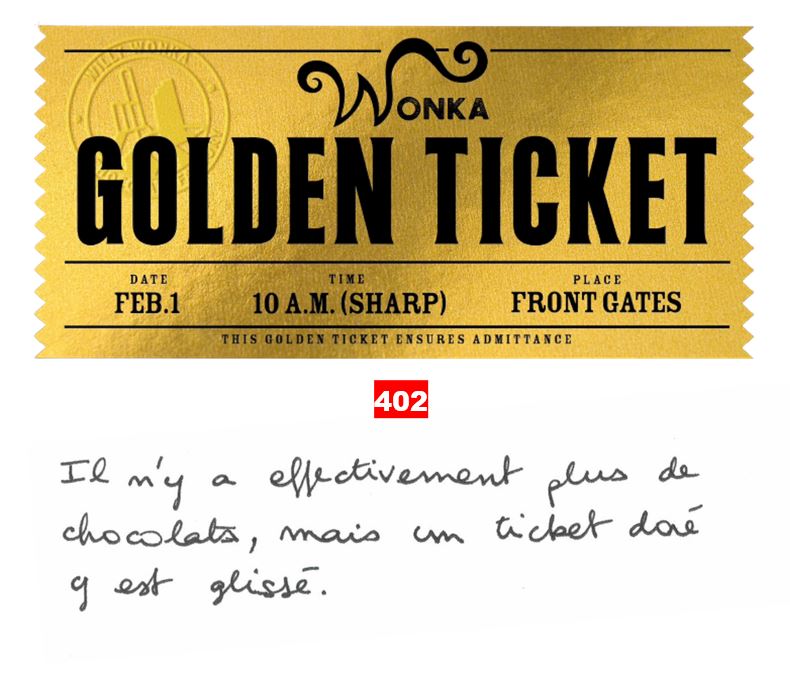 WILLY WONKA
WONKA
GOLDEN TICKET
DATE TIME PLACE
FEB.1 10 A.M. (SHARP) FRONT GATES
THIS GOLDEN TICKET ENSURES ADMITTANCE
402
Il n'y a effectivement plus de
chocolats, mais un ticket doré
y est glissé.